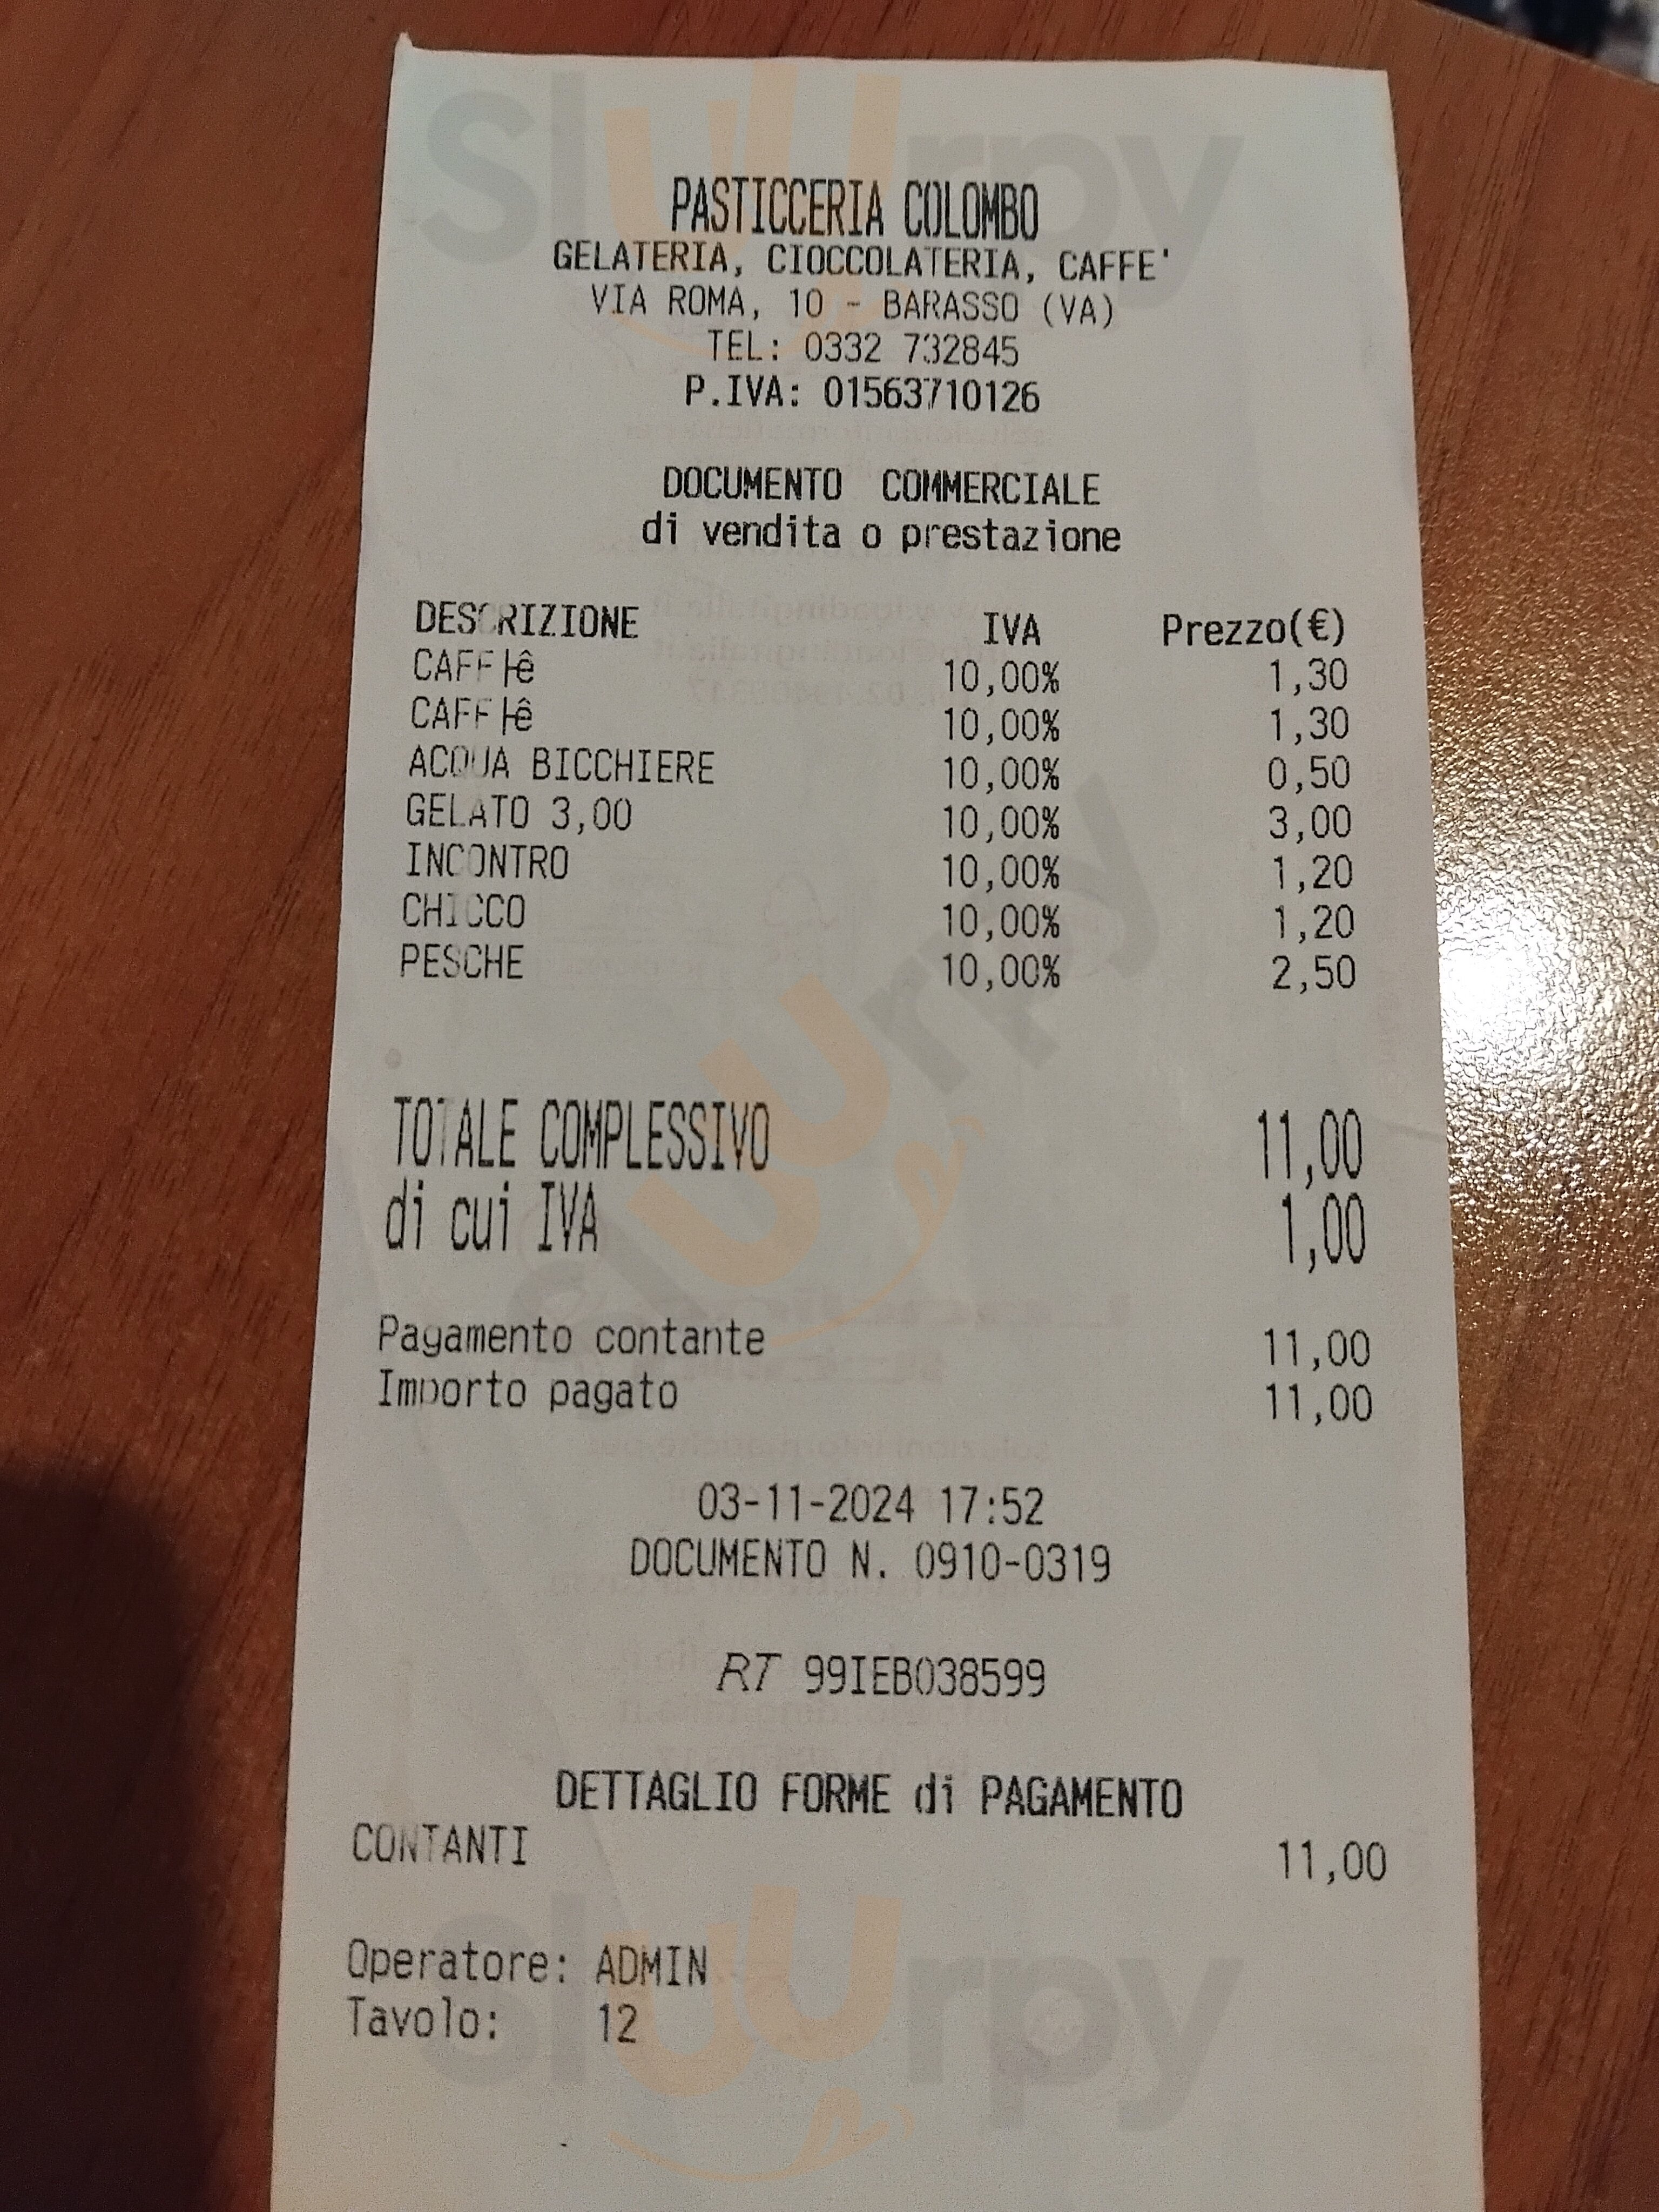 sluurpy
PASTICCERIA COLOMBO
GELATERIA, CIOCCOLATERIA, CAFFE'
VIA ROMA, 10 - BARASSO (VA)
TEL: 0332 732845
P.IVA: 01563710126
DOCUMENTO COMMERCIALE
di vendita o prestazione
DESCRIZIONE IVA Prezzo(€)
CAFF├ê 10,00% 1,30
CAFF├ê 10,00% 1,30
ACQUA BICCHIERE 10,00% 0,50
GELATO 3,00 10,00% 3,00
INCONTRO 10,00% 1,20
CHICCO 10,00% 1,20
PESCHE 10,00% 2,50
sluurpy
TOTALE COMPLESSIVO 11,00
di cui IVA 1,00
Pagamento contante 11,00
Importo pagato 11,00
03-11-2024 17:52
DOCUMENTO N. 0910-0319
RT 99IEB038599
DETTAGLIO FORME di PAGAMENTO
CONTANTI 11,00
Operatore: ADMIN
Tavolo: 12
sluurpy